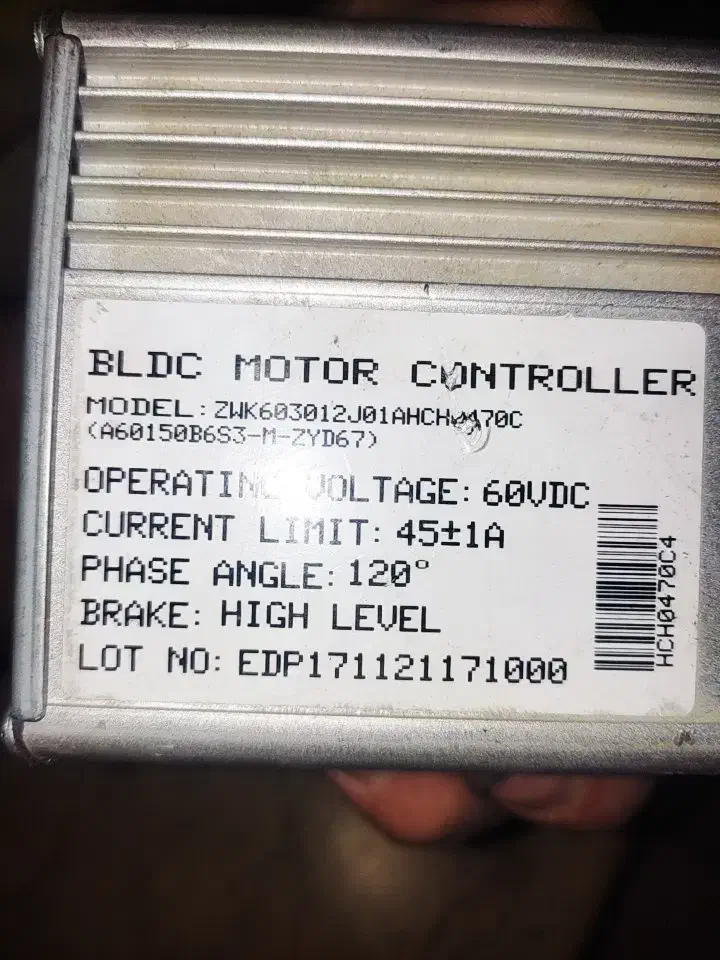 BLDC MOTOR CONTROLLER
MODEL: ZWK603012J01AHCH0470C
(A60150B6S3-M-ZYD67)
OPERATING VOLTAGE: 60VDC
CURRENT LIMIT: 45±1A
PHASE ANGLE: 120°
BRAKE: HIGH LEVEL
LOT NO: EDP171121171000
HCH0470C4